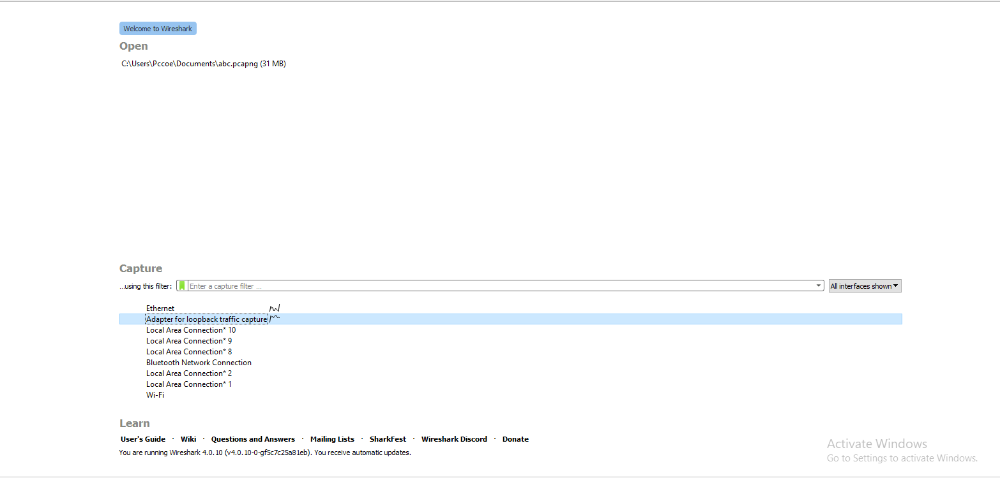 Welcome to Wireshark
Open
C:\Users\Pccoe\Documents\abc.pcapng (31 MB)
Capture
...using this filter: Enter a capture filter ... All interfaces shown
Ethernet
Adapter for loopback traffic capture
Local Area Connection* 10
Local Area Connection* 9
Local Area Connection* 8
Bluetooth Network Connection
Local Area Connection* 2
Local Area Connection* 1
Wi-Fi
Learn
User's Guide · Wiki · Questions and Answers · Mailing Lists · SharkFest · Wireshark Discord · Donate
You are running Wireshark 4.0.10 (v4.0.10-0-gf5c7c25a81eb). You receive automatic updates.
Activate Windows
Go to Settings to activate Windows.